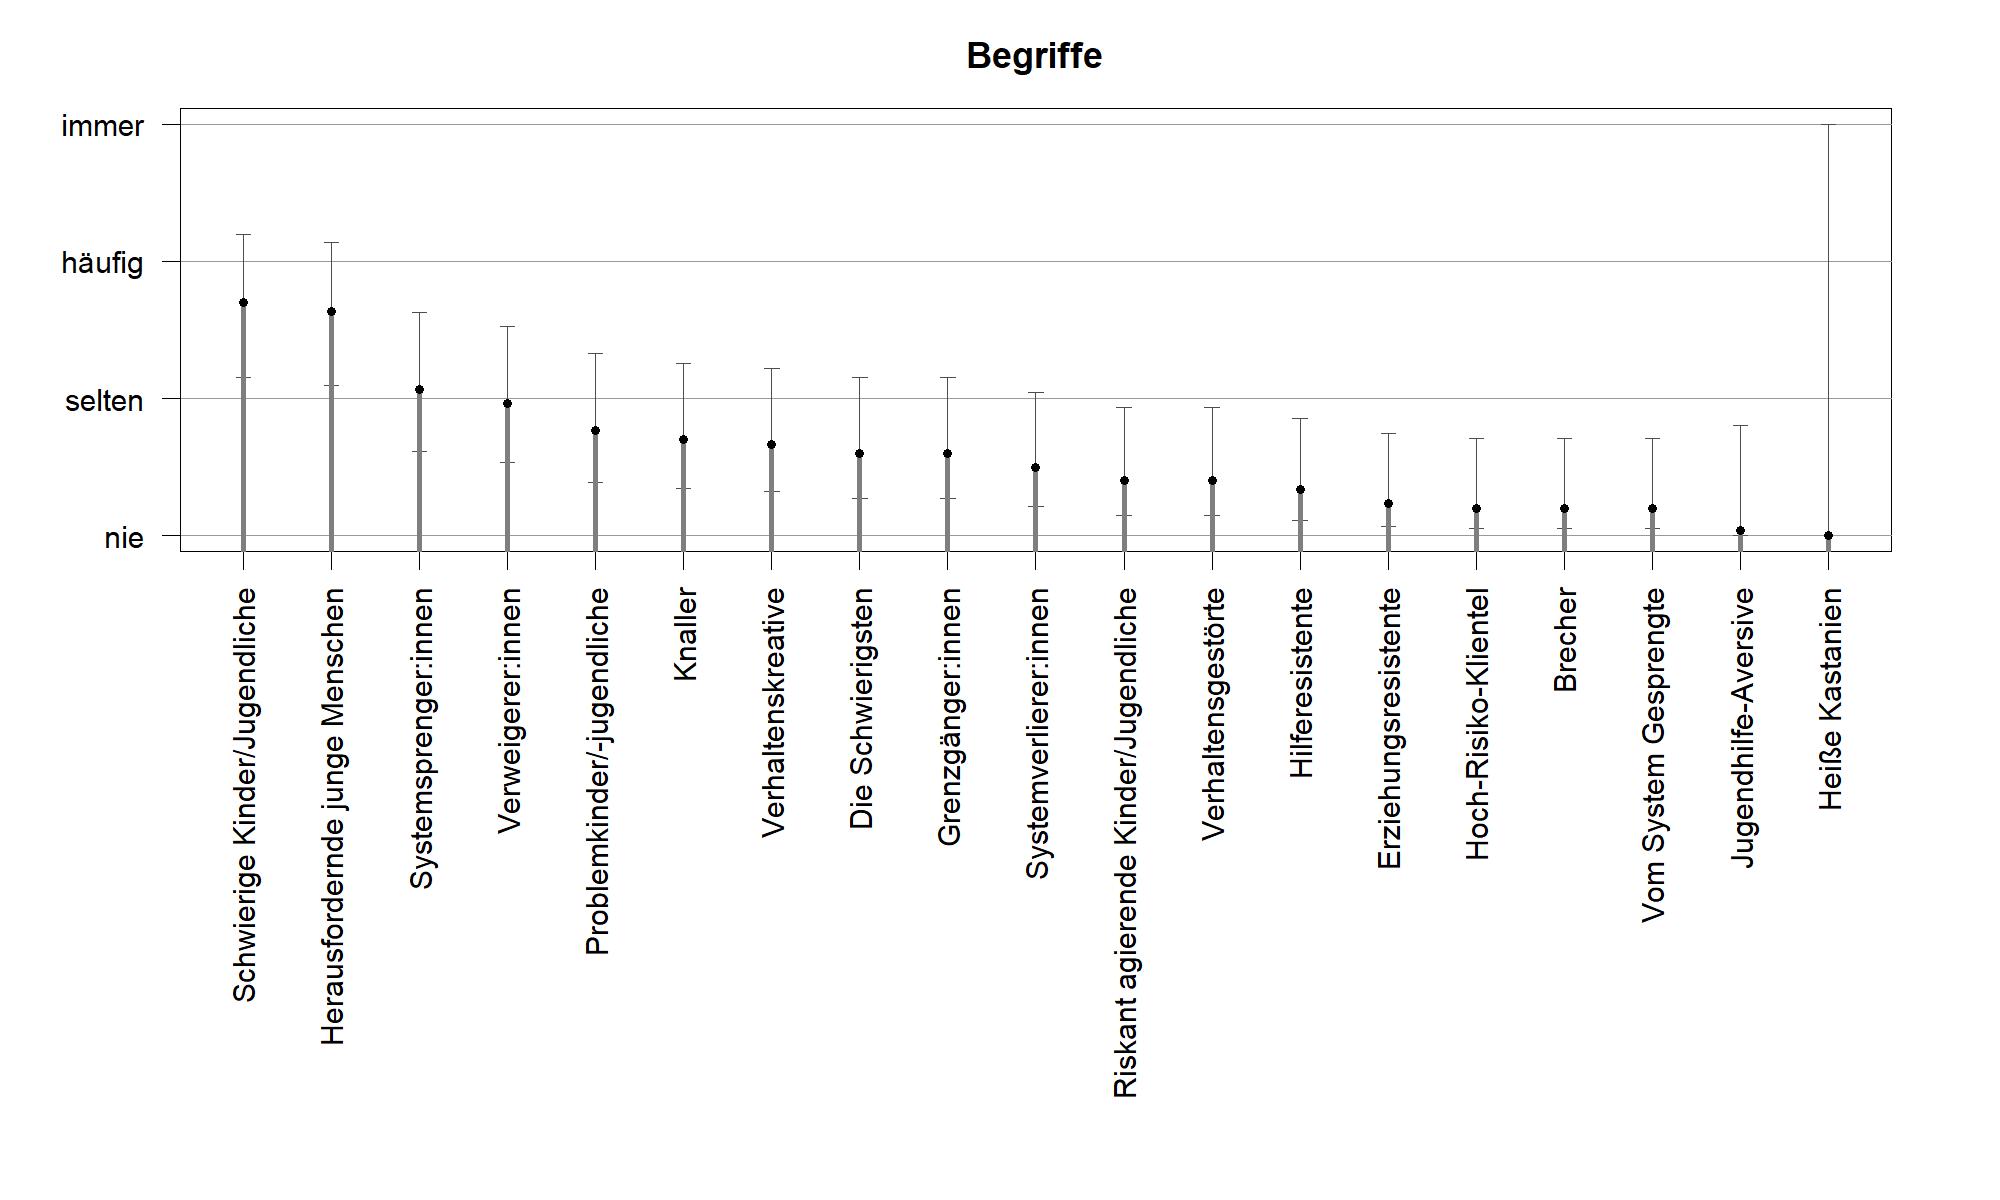 Begriffe
immer
häufig
selten
nie
Schwierige Kinder/Jugendliche
Herausfordernde junge Menschen
Systemsprenger:innen
Verweigerer:innen
Problemkinder/-jugendliche
Knaller
Verhaltenskreative
Die Schwierigsten
Grenzgänger:innen
Systemverlierer:innen
Riskant agierende Kinder/Jugendliche
Verhaltensgestörte
Hilferesistente
Erziehungsresistente
Hoch-Risiko-Klientel
Brecher
Vom System Gesprengte
Jugendhilfe-Aversive
Heiße Kastanien